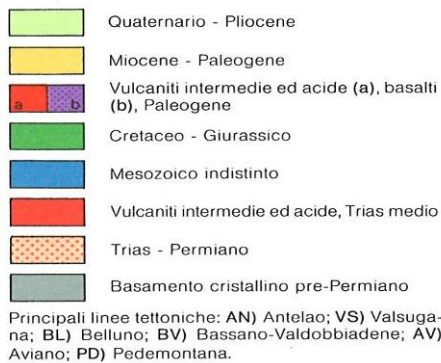 Quaternario - Pliocene
Miocene - Paleogene
a b
Vulcaniti intermedie ed acide (a), basalti
(b), Paleogene
Cretaceo - Giurassico
Mesozoico indistinto
Vulcaniti intermedie ed acide, Trias medio
Trias - Permiano
Basamento cristallino pre-Permiano
Principali linee tettoniche: AN) Antelao; VS) Valsuga-
na; BL) Belluno; BV) Bassano-Valdobbiadene; AV)
Aviano; PD) Pedemontana.